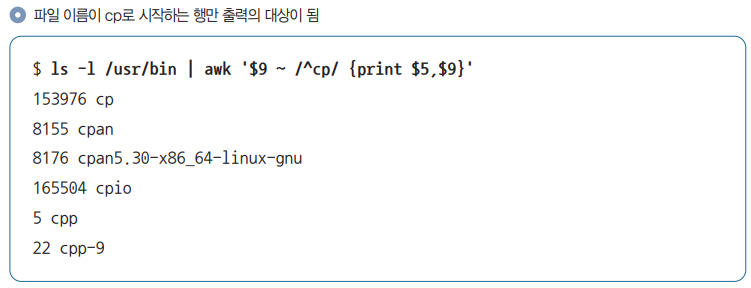 파일 이름이 cp로 시작하는 행만 출력의 대상이 됨
$ ls -l /usr/bin | awk '$9 ~ /^cp/ {print $5,$9}'
153976 cp
8155 cpan
8176 cpan5.30-x86_64-linux-gnu
165504 cpio
5 cpp
22 cpp-9